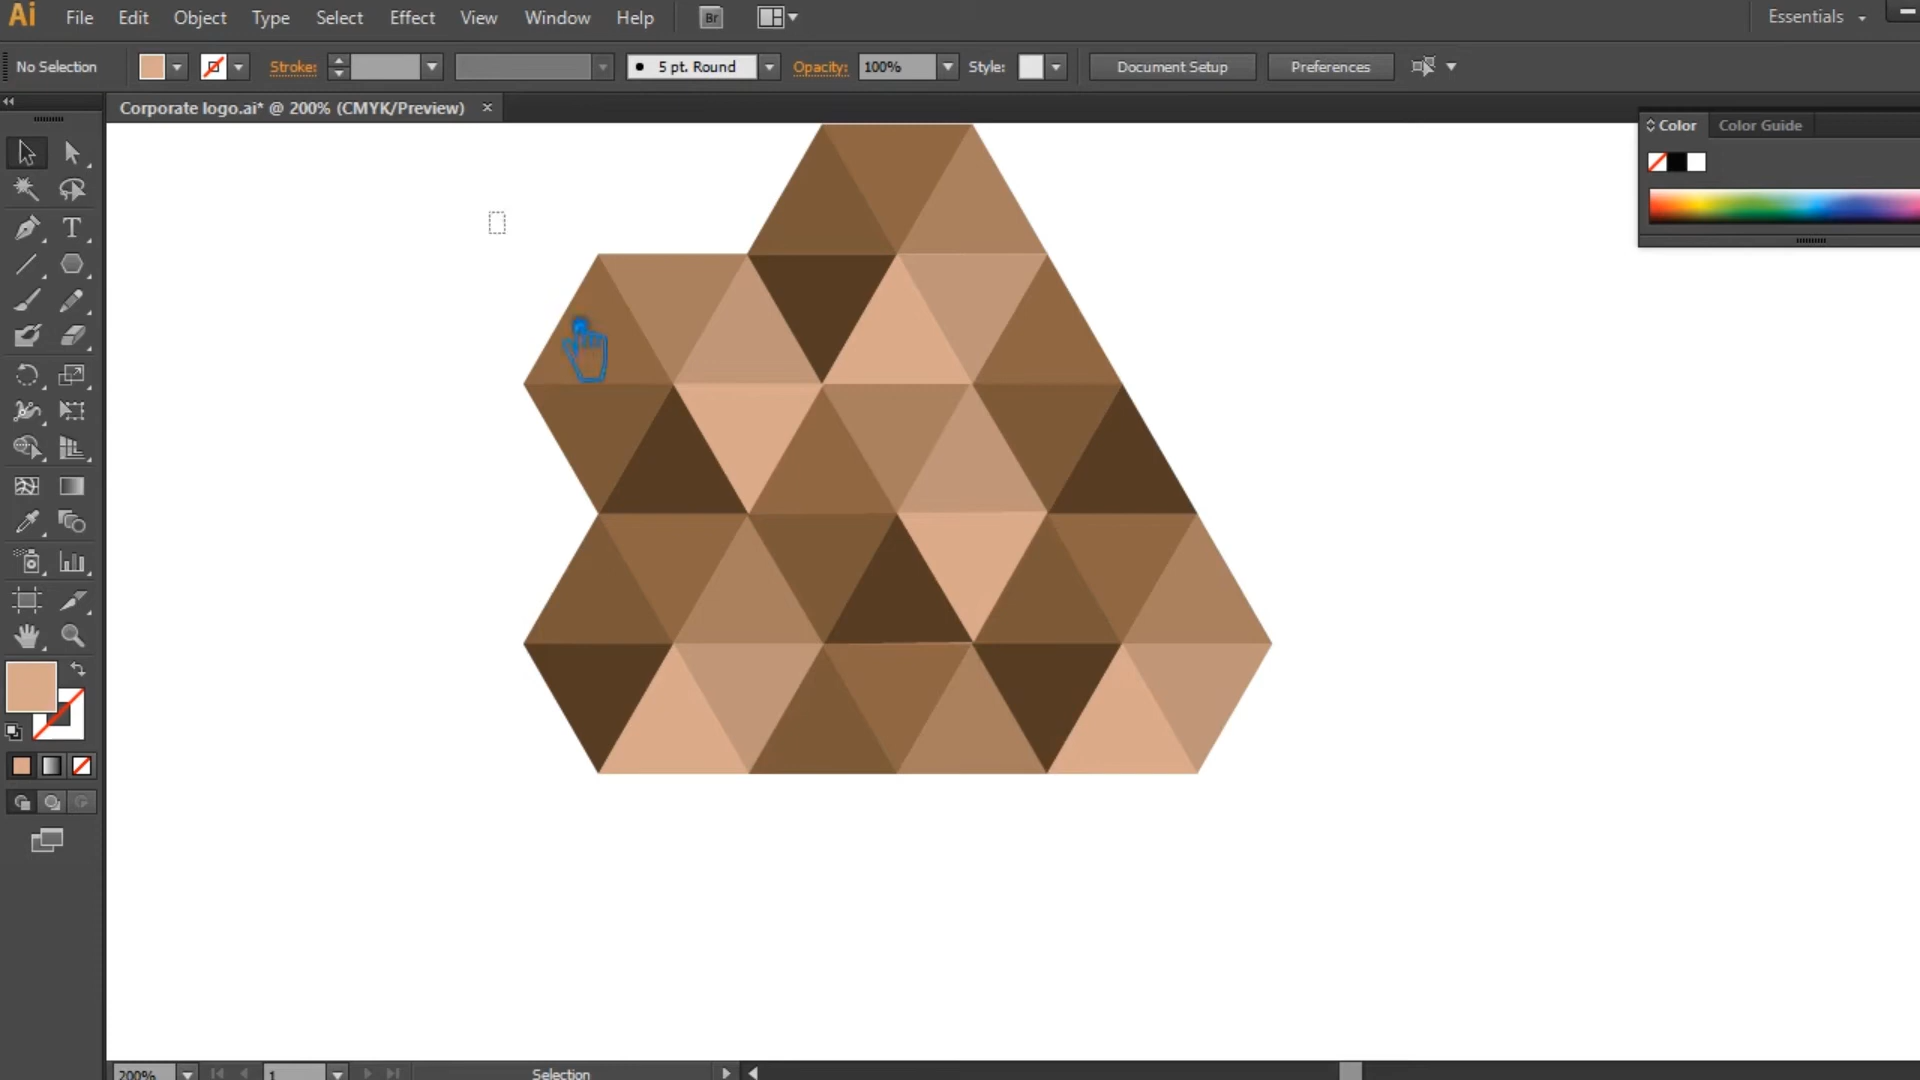 Ai File Edit Object Type Select Effect View Window Help Br Essentials
No Selection Stroke: 5 pt. Round Opacity: 100% Style: Document Setup Preferences
Corporate logo.ai* @ 200% (CMYK/Preview)
Color Color Guide
T
200% 1 Selection